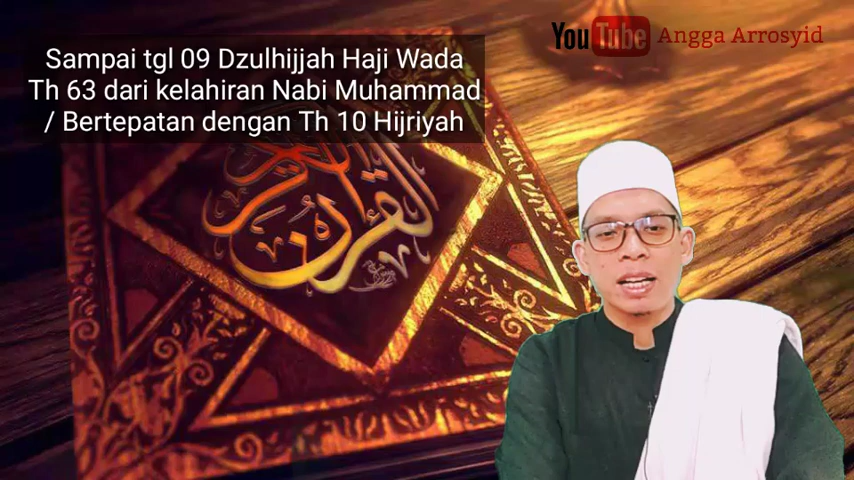 Sampai tgl 09 Dzulhijjah Haji Wada
Th 63 dari kelahiran Nabi Muhammad
/ Bertepatan dengan Th 10 Hijriyah
YouTube Angga Arrosyid
القرآن